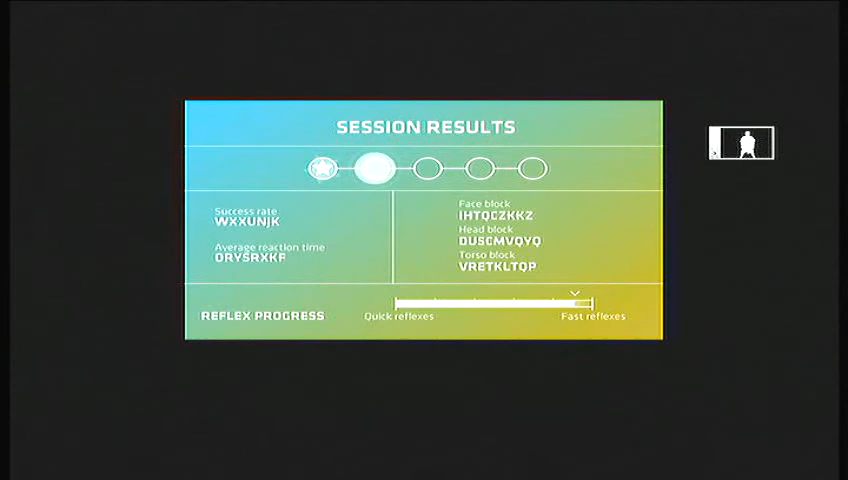 SESSION RESULTS
Success rate
WXXUNJK
Average reaction time
ORYSRXKF
Face block
IHTQCZKKZ
Head block
DUSCMVQYQ
Torso block
VRETKLTQP
REFLEX PROGRESS
Quick reflexes
Fast reflexes